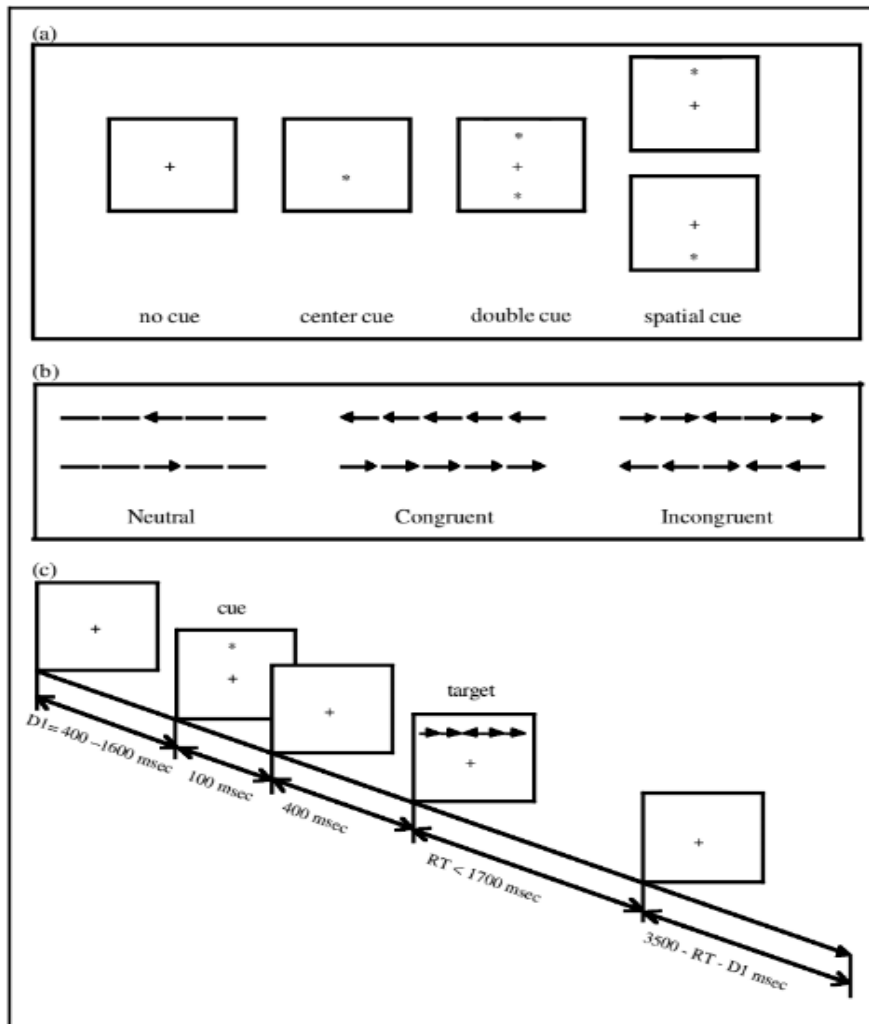 (a)
+
*
*
+
*
*
+
+
*
no cue center cue double cue spatial cue
(b)
Neutral Congruent Incongruent
(c)
+
cue
*
+
+
target
+
+
D1= 400 –1600 msec
100 msec
400 msec
RT < 1700 msec
3500 - RT - D1 msec